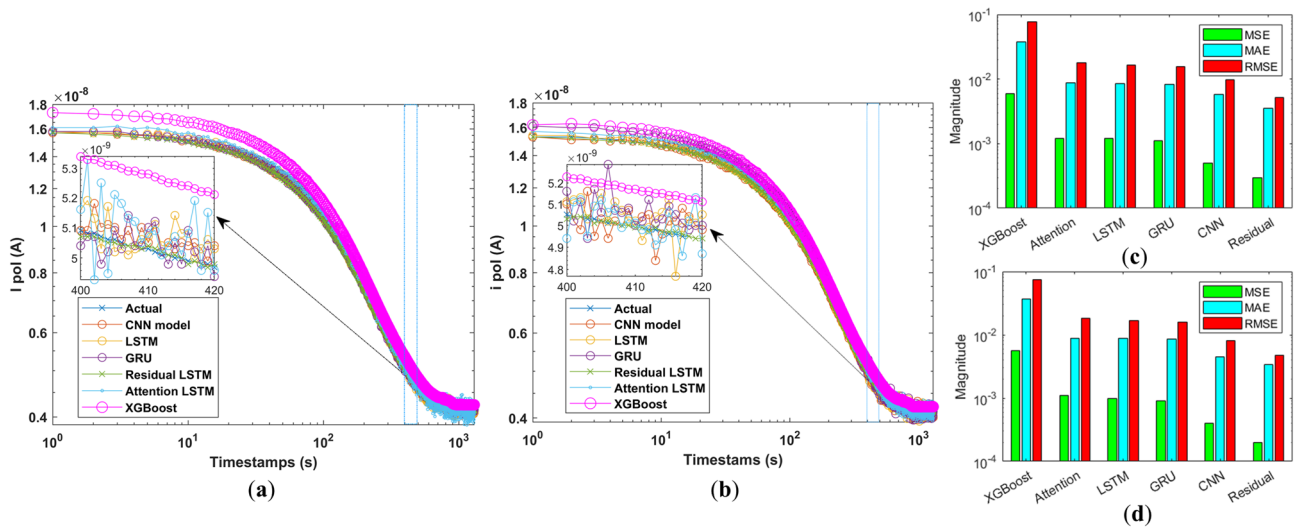 ×10⁻⁸
1.8
1.6
1.4
1.2
1
0.8
0.6
0.4
I pol (A)
×10⁻⁹
5.3
5.2
5.1
5
400
410
420
Actual
CNN model
LSTM
GRU
Residual LSTM
Attention LSTM
XGBoost
10⁰
10¹
10²
10³
Timestamps (s)
(a)
×10⁻⁸
1.8
1.6
1.4
1.2
1
0.8
0.6
0.4
i pol (A)
×10⁻⁹
5.2
5.1
5
4.9
4.8
400
410
420
Actual
CNN model
LSTM
GRU
Residual LSTM
Attention LSTM
XGBoost
10⁰
10¹
10²
10³
Timestams (s)
(b)
10⁻¹
10⁻²
10⁻³
10⁻⁴
Magnitude
MSE
MAE
RMSE
XGBoost
Attention
LSTM
GRU
CNN
Residual
(c)
10⁻¹
10⁻²
10⁻³
10⁻⁴
Magnitude
MSE
MAE
RMSE
XGBoost
Attention
LSTM
GRU
CNN
Residual
(d)